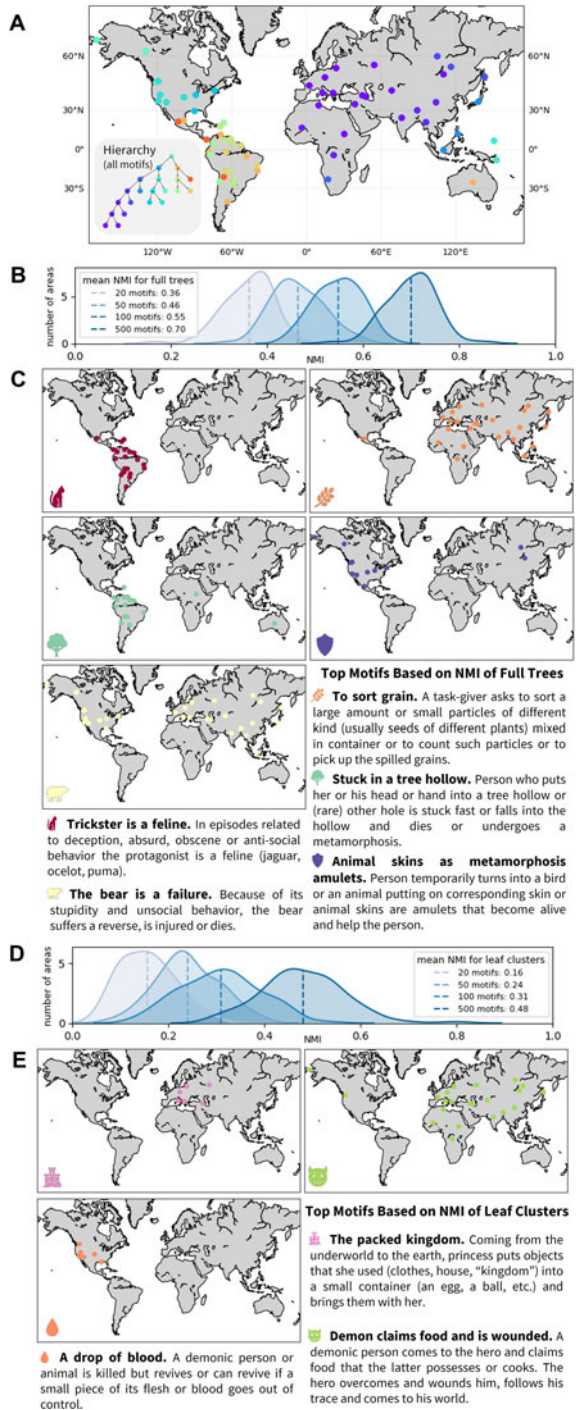 A
60°N
60°N
30°N
30°N
0°
0°
30°S
30°S
Hierarchy
(all motifs)
120°W
60°W
0°
60°E
120°E
B
number of areas
5
0
mean NMI for full trees
20 motifs: 0.36
50 motifs: 0.46
100 motifs: 0.55
500 motifs: 0.70
0.0
0.2
0.4
NMI
0.6
0.8
1.0
C
Top Motifs Based on NMI of Full Trees
To sort grain. A task-giver asks to sort a
large amount or small particles of different
kind (usually seeds of different plants) mixed
in container or to count such particles or to
pick up the spilled grains.
Stuck in a tree hollow. Person who puts
her or his head or hand into a tree hollow or
(rare) other hole is stuck fast or falls into the
hollow and dies or undergoes a
metamorphosis.
Trickster is a feline. In episodes related
to deception, absurd, obscene or anti-social
behavior the protagonist is a feline (jaguar,
ocelot, puma).
Animal skins as metamorphosis
amulets. Person temporarily turns into a bird
or an animal putting on corresponding skin or
animal skins are amulets that become alive
and help the person.
The bear is a failure. Because of its
stupidity and unsocial behavior, the bear
suffers a reverse, is injured or dies.
D
number of areas
5
0
mean NMI for leaf clusters
20 motifs: 0.16
50 motifs: 0.24
100 motifs: 0.31
500 motifs: 0.48
0.0
0.2
0.4
NMI
0.6
0.8
1.0
E
Top Motifs Based on NMI of Leaf Clusters
The packed kingdom. Coming from the
underworld to the earth, princess puts objects
that she used (clothes, house, “kingdom”) into
a small container (an egg, a ball, etc.) and
brings them with her.
Demon claims food and is wounded. A
demonic person comes to the hero and claims
food that the latter possesses or cooks. The
hero overcomes and wounds him, follows his
trace and comes to his world.
A drop of blood. A demonic person or
animal is killed but revives or can revive if a
small piece of its flesh or blood goes out of
control.